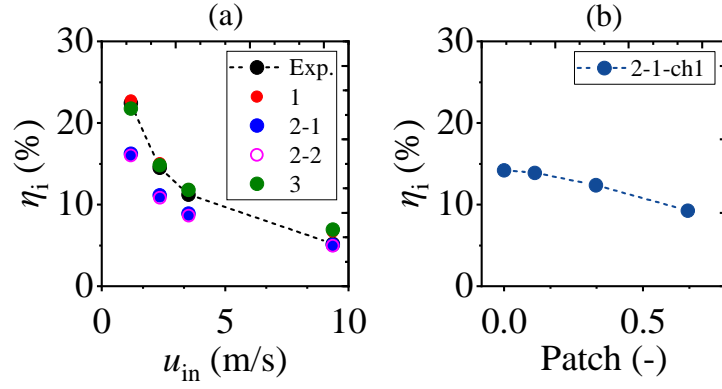 (a)
30
20
10
0
0
5
10
η_i (%)
u_in (m/s)
Exp.
1
2-1
2-2
3
(b)
30
20
10
0
0.0
0.5
η_i (%)
Patch (-)
2-1-ch1